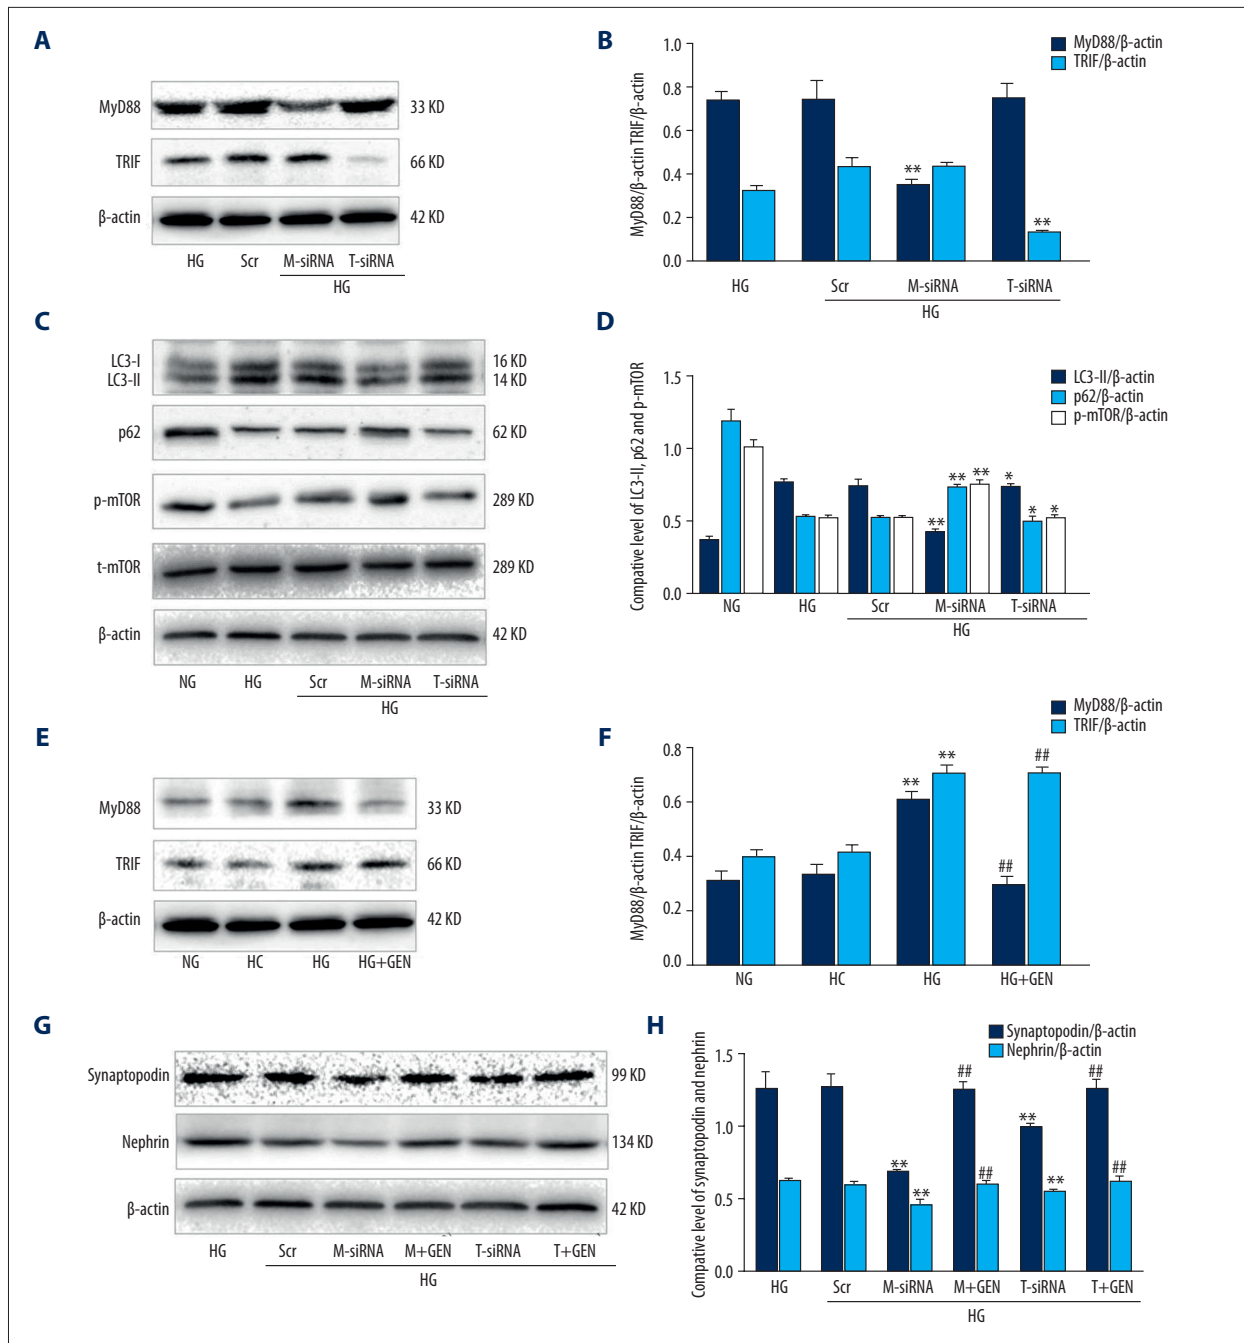 A
MyD88
33 KD
TRIF
66 KD
β-actin
42 KD
HG Scr M-siRNA T-siRNA
HG
B
MyD88/β-actin
TRIF/β-actin
MyD88/β-actin TRIF/β-actin
1.0
0.8
0.6
0.4
0.2
0.0
**
**
HG Scr M-siRNA T-siRNA
HG
C
LC3-I 16 KD
LC3-II 14 KD
p62 62 KD
p-mTOR 289 KD
t-mTOR 289 KD
β-actin 42 KD
NG HG Scr M-siRNA T-siRNA
HG
D
LC3-II/β-actin
p62/β-actin
p-mTOR/β-actin
Compative level of LC3-II, p62 and p-mTOR
1.5
1.0
0.5
0.0
** ** ** * * *
NG HG Scr M-siRNA T-siRNA
HG
E
MyD88 33 KD
TRIF 66 KD
β-actin 42 KD
NG HC HG HG+GEN
F
MyD88/β-actin
TRIF/β-actin
MyD88/β-actin TRIF/β-actin
0.8
0.6
0.4
0.2
0.0
** ** ## ##
NG HC HG HG+GEN
G
Synaptopodin 99 KD
Nephrin 134 KD
β-actin 42 KD
HG Scr M-siRNA M+GEN T-siRNA T+GEN
HG
H
Synaptopodin/β-actin
Nephrin/β-actin
Compative level of synaptopodin and nephrin
1.5
1.0
0.5
0.0
** ** ## ## ** ** ## ##
HG Scr M-siRNA M+GEN T-siRNA T+GEN
HG